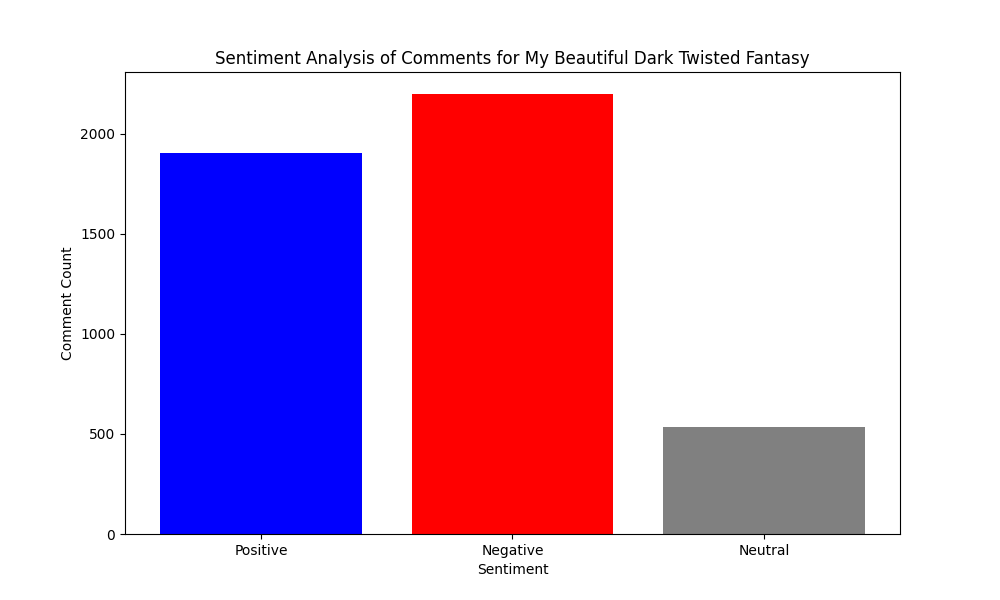 Sentiment Analysis of Comments for My Beautiful Dark Twisted Fantasy
Comment Count
2000
1500
1000
500
0
Positive Negative Neutral
Sentiment